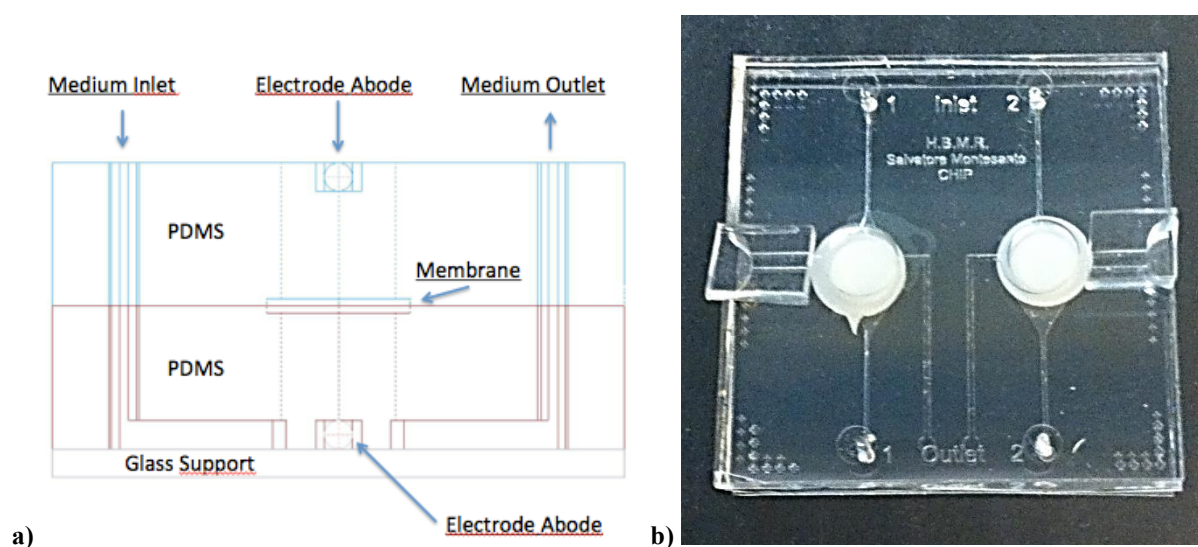 Medium Inlet
Electrode Abode
Medium Outlet
PDMS
Membrane
PDMS
Glass Support
Electrode Abode
a)
1 Inlet 2
H.B.M.R.
Salvatore Montesanto
CHIP
1 Outlet 2
b)